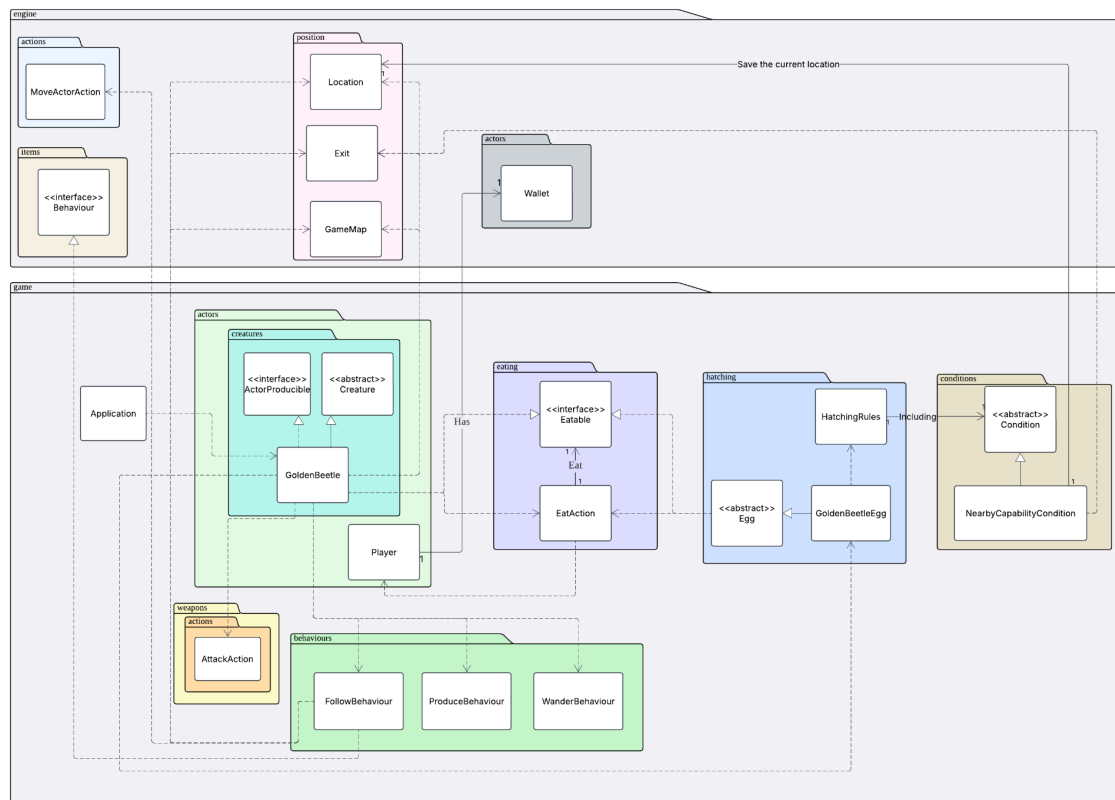 engine
actions
MoveActorAction
items
<<interface>>
Behaviour
position
Location
1
Exit
GameMap
actors
1
Wallet
Save the current location
game
actors
creatures
<<interface>>
ActorProducible
<<abstract>>
Creature
GoldenBeetle
Application
Player
1
Has
eating
<<interface>>
Eatable
1
Eat
1
EatAction
hatching
HatchingRules
1
Including
<<abstract>>
Egg
GoldenBeetleEgg
conditions
1
<<abstract>>
Condition
1
NearbyCapabilityCondition
weapons
actions
AttackAction
behaviours
FollowBehaviour
ProduceBehaviour
WanderBehaviour